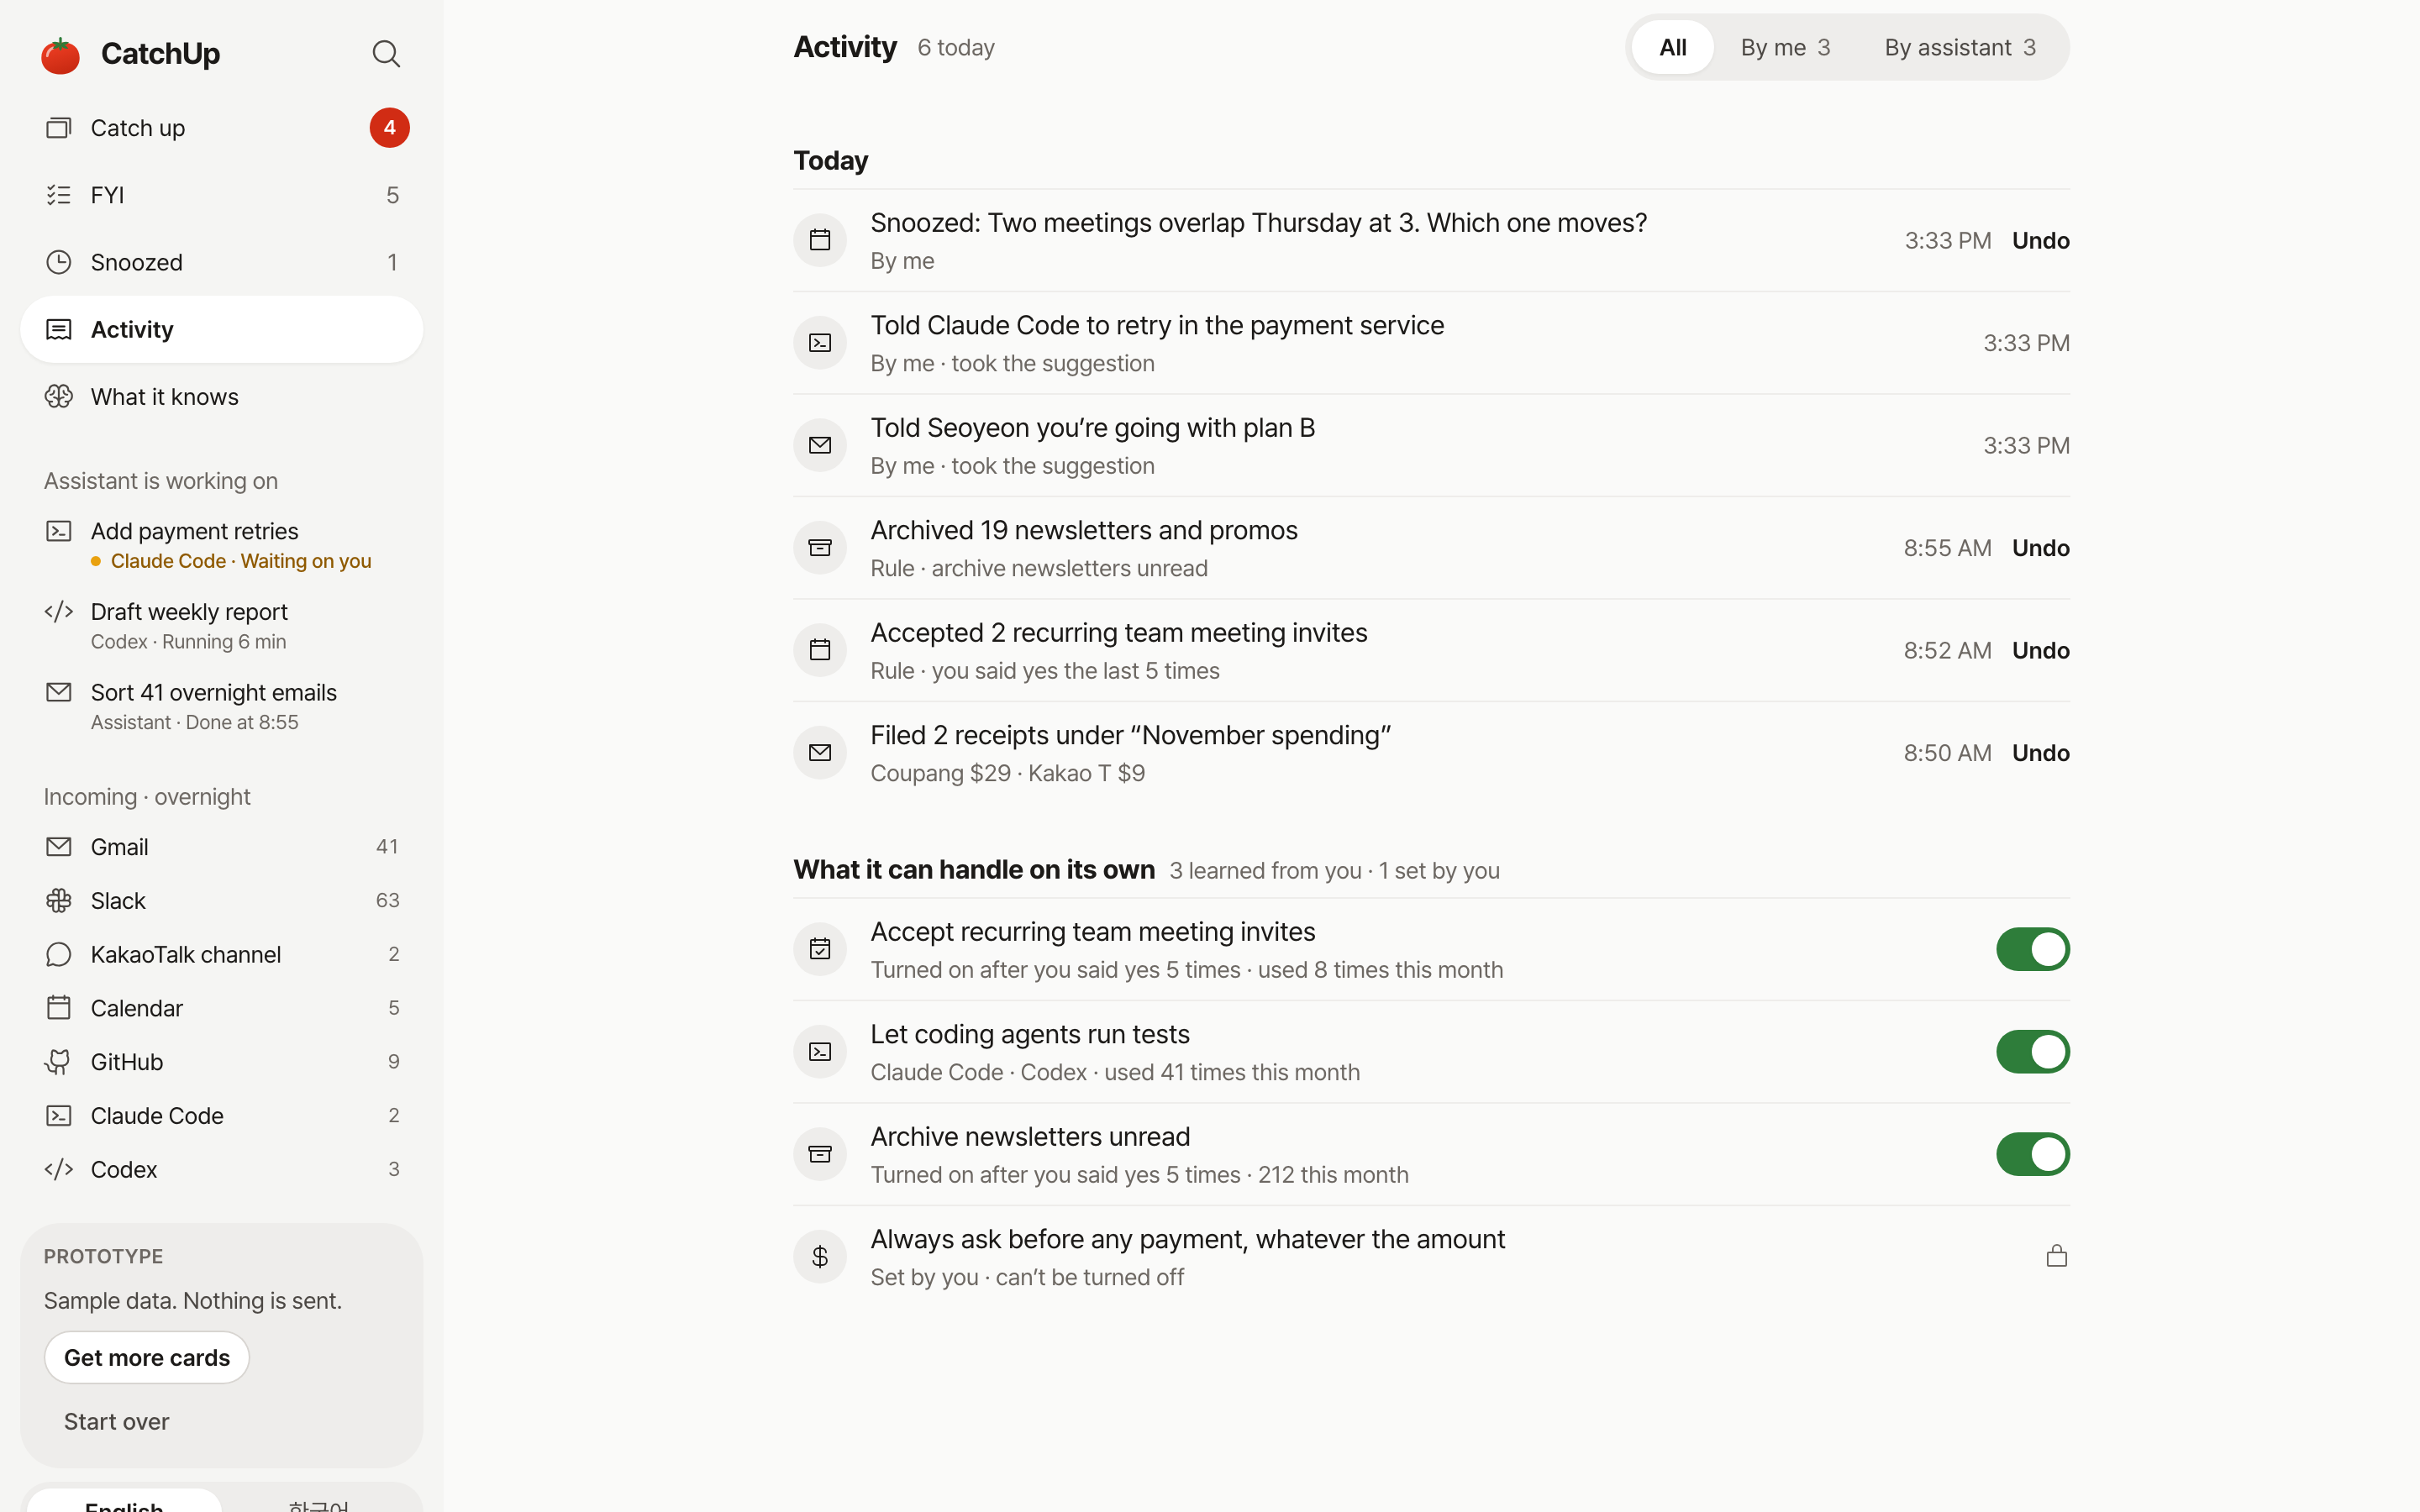 CatchUp
Catch up 4
FYI 5
Snoozed 1
Activity
What it knows
Assistant is working on
Add payment retries
Claude Code · Waiting on you
Draft weekly report
Codex · Running 6 min
Sort 41 overnight emails
Assistant · Done at 8:55
Incoming · overnight
Gmail 41
Slack 63
KakaoTalk channel 2
Calendar 5
GitHub 9
Claude Code 2
Codex 3
PROTOTYPE
Sample data. Nothing is sent.
Get more cards
Start over
English 한국어
Activity 6 today
All By me 3 By assistant 3
Today
Snoozed: Two meetings overlap Thursday at 3. Which one moves?
By me
3:33 PM Undo
Told Claude Code to retry in the payment service
By me · took the suggestion
3:33 PM
Told Seoyeon you’re going with plan B
By me · took the suggestion
3:33 PM
Archived 19 newsletters and promos
Rule · archive newsletters unread
8:55 AM Undo
Accepted 2 recurring team meeting invites
Rule · you said yes the last 5 times
8:52 AM Undo
Filed 2 receipts under “November spending”
Coupang $29 · Kakao T $9
8:50 AM Undo
What it can handle on its own 3 learned from you · 1 set by you
Accept recurring team meeting invites
Turned on after you said yes 5 times · used 8 times this month
Let coding agents run tests
Claude Code · Codex · used 41 times this month
Archive newsletters unread
Turned on after you said yes 5 times · 212 this month
Always ask before any payment, whatever the amount
Set by you · can’t be turned off